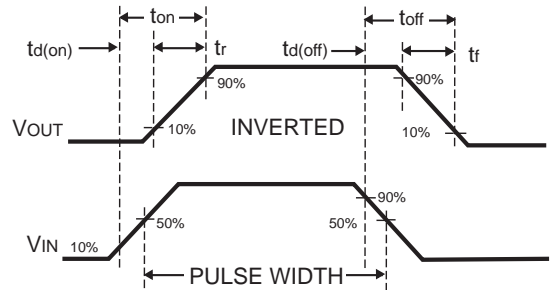 ton
toff
td(on)
tr
td(off)
tf
90%
90%
VOUT
10%
INVERTED
10%
90%
50%
50%
VIN
10%
PULSE WIDTH